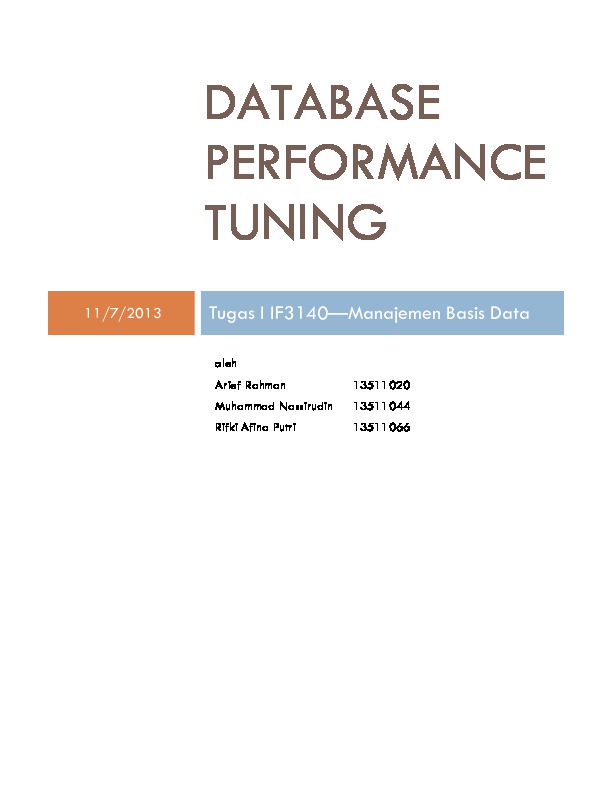 DATABASE
PERFORMANCE
TUNING
11/7/2013
Tugas I IF3140—Manajemen Basis Data
oleh
Arief Rahman 13511020
Muhammad Nassirudin 13511044
Rifki Afina Putri 13511066